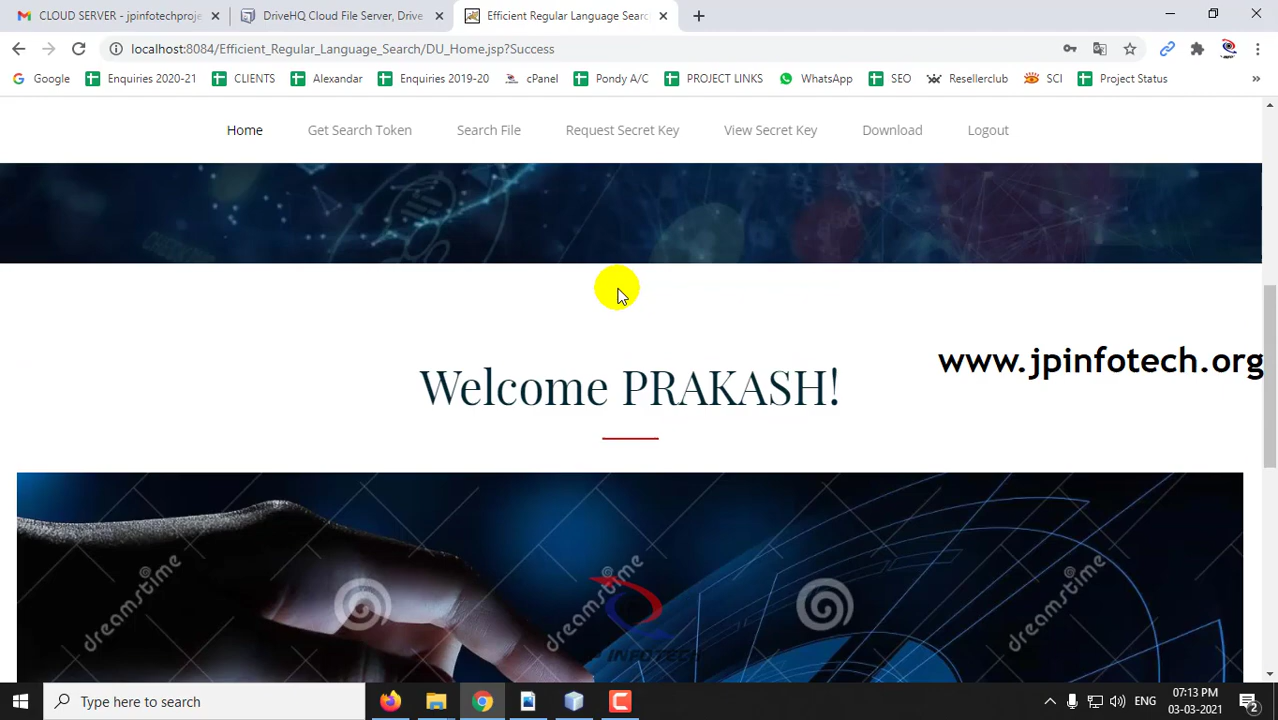 CLOUD SERVER - jpinfotechproje
DriveHQ Cloud File Server, Drive
Efficient Regular Language Searc
localhost:8084/Efficient_Regular_Language_Search/DU_Home.jsp?Success
Google Enquiries 2020-21 CLIENTS Alexandar Enquiries 2019-20 cPanel Pondy A/C PROJECT LINKS WhatsApp SEO Resellerclub SCI Project Status »
Home Get Search Token Search File Request Secret Key View Secret Key Download Logout
www.jpinfotech.org
Welcome PRAKASH!
dreamstime dreamstime dreamstime
INFO TECH
Type here to search
ENG
07:13 PM
03-03-2021
2